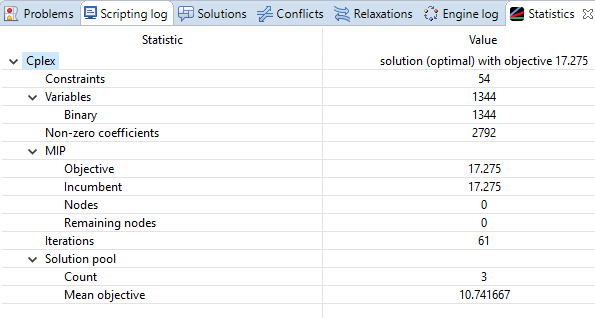 Problems Scripting log Solutions Conflicts Relaxations Engine log Statistics
Statistic Value
Cplex solution (optimal) with objective 17.275
Constraints 54
Variables 1344
Binary 1344
Non-zero coefficients 2792
MIP
Objective 17.275
Incumbent 17.275
Nodes 0
Remaining nodes 0
Iterations 61
Solution pool
Count 3
Mean objective 10.741667